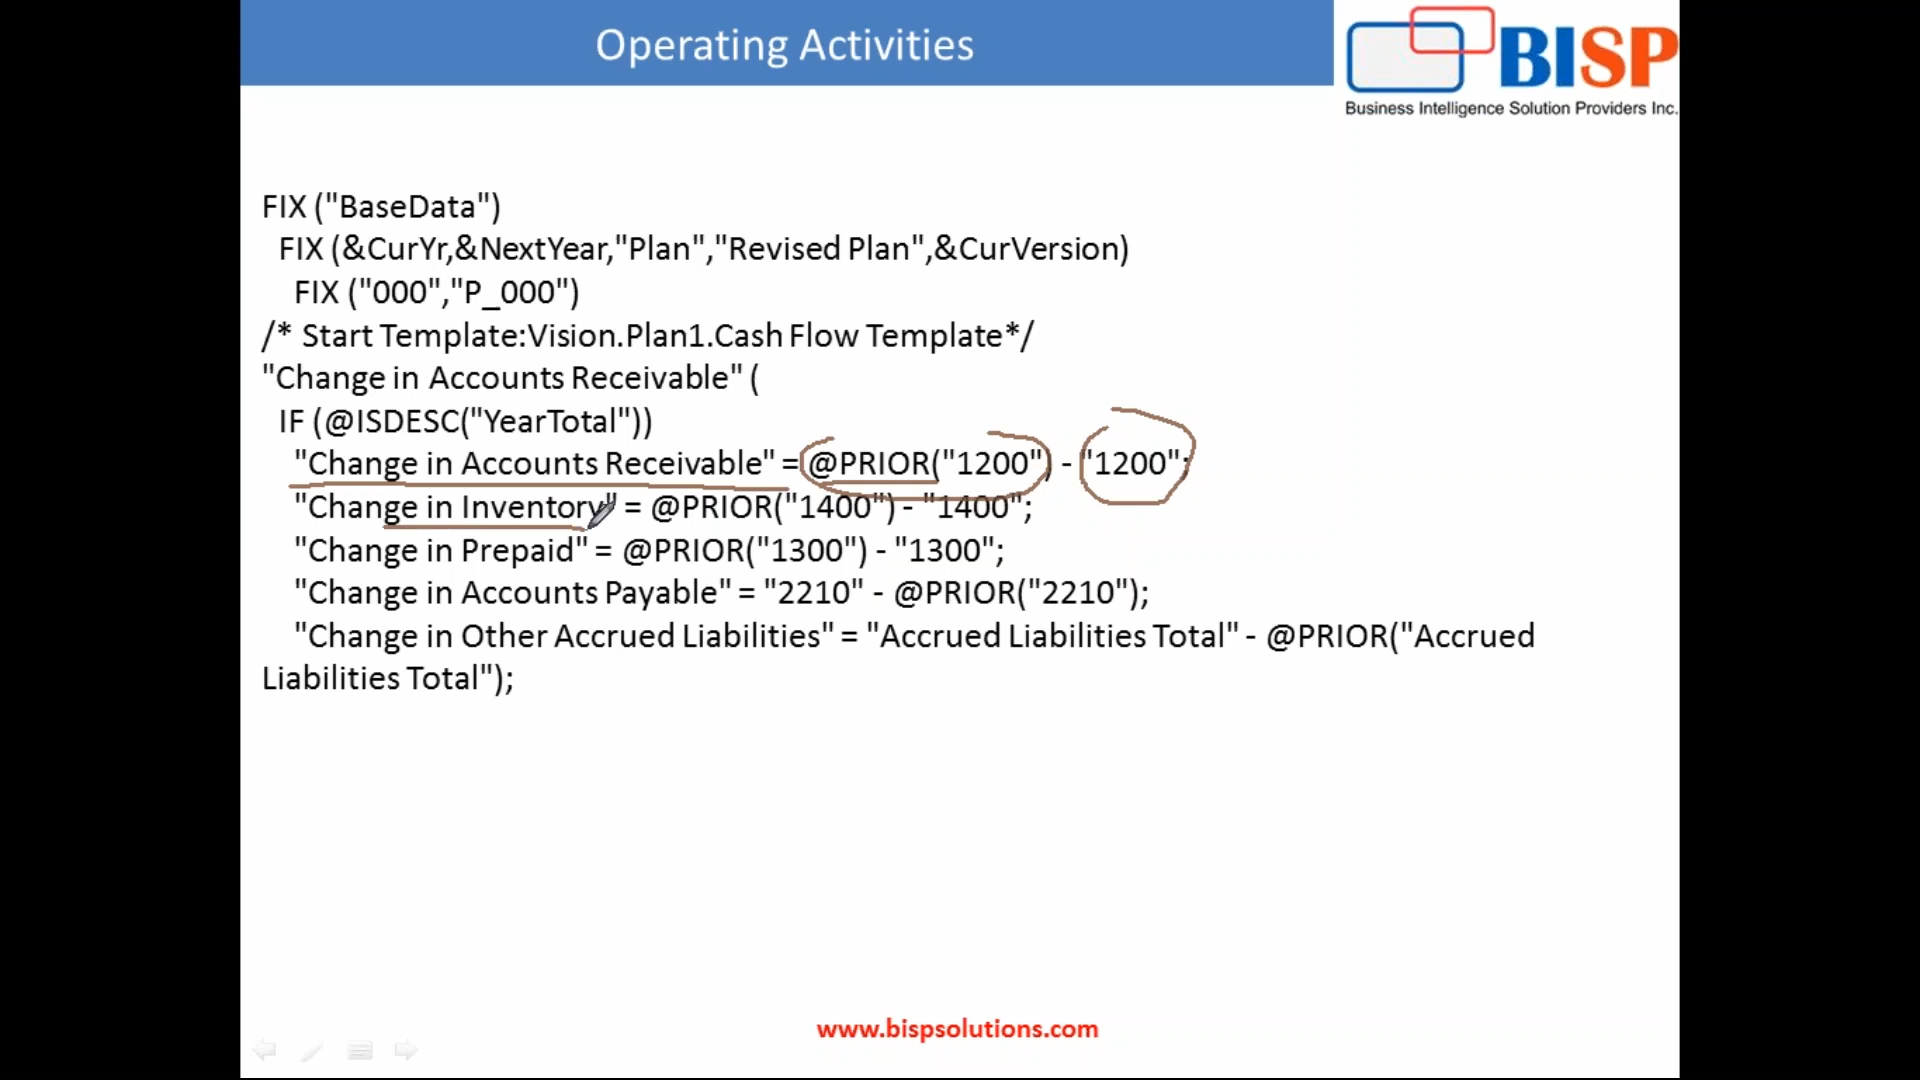 Operating Activities
BISP
Business Intelligence Solution Providers Inc.
FIX ("BaseData")
FIX (&CurYr,&NextYear,"Plan","Revised Plan",&CurVersion)
FIX ("000","P_000")
/* Start Template:Vision.Plan1.Cash Flow Template*/
"Change in Accounts Receivable" (
IF (@ISDESC("YearTotal"))
"Change in Accounts Receivable" = @PRIOR("1200") - "1200";
"Change in Inventory" = @PRIOR("1400") - "1400";
"Change in Prepaid" = @PRIOR("1300") - "1300";
"Change in Accounts Payable" = "2210" - @PRIOR("2210");
"Change in Other Accrued Liabilities" = "Accrued Liabilities Total" - @PRIOR("Accrued
Liabilities Total");
www.bispsolutions.com